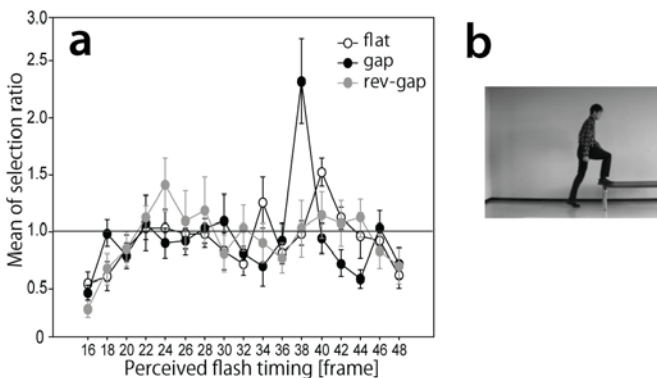 a
b
3.0
2.0
1.5
1.0
0.5
0
flat
gap
rev-gap
Mean of selection ratio
16 18 20 22 24 26 28 30 32 34 36 38 40 42 44 46 48
Perceived flash timing [frame]